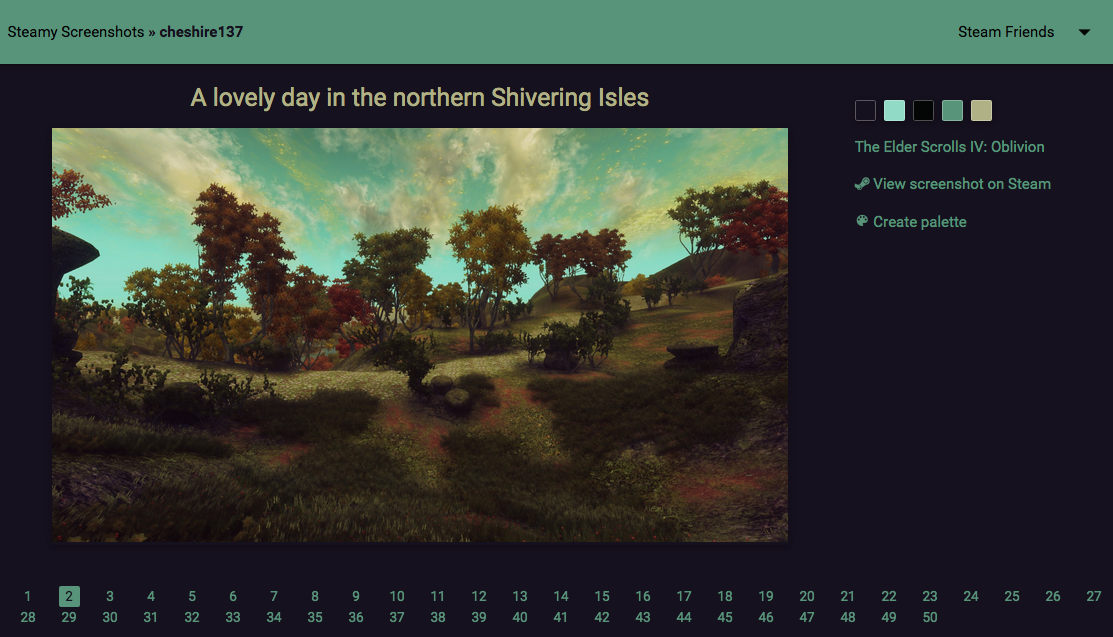 Steamy Screenshots » cheshire137
Steam Friends
A lovely day in the northern Shivering Isles
The Elder Scrolls IV: Oblivion
View screenshot on Steam
Create palette
1 2 3 4 5 6 7 8 9 10 11 12 13 14 15 16 17 18 19 20 21 22 23 24 25 26 27
28 29 30 31 32 33 34 35 36 37 38 39 40 41 42 43 44 45 46 47 48 49 50